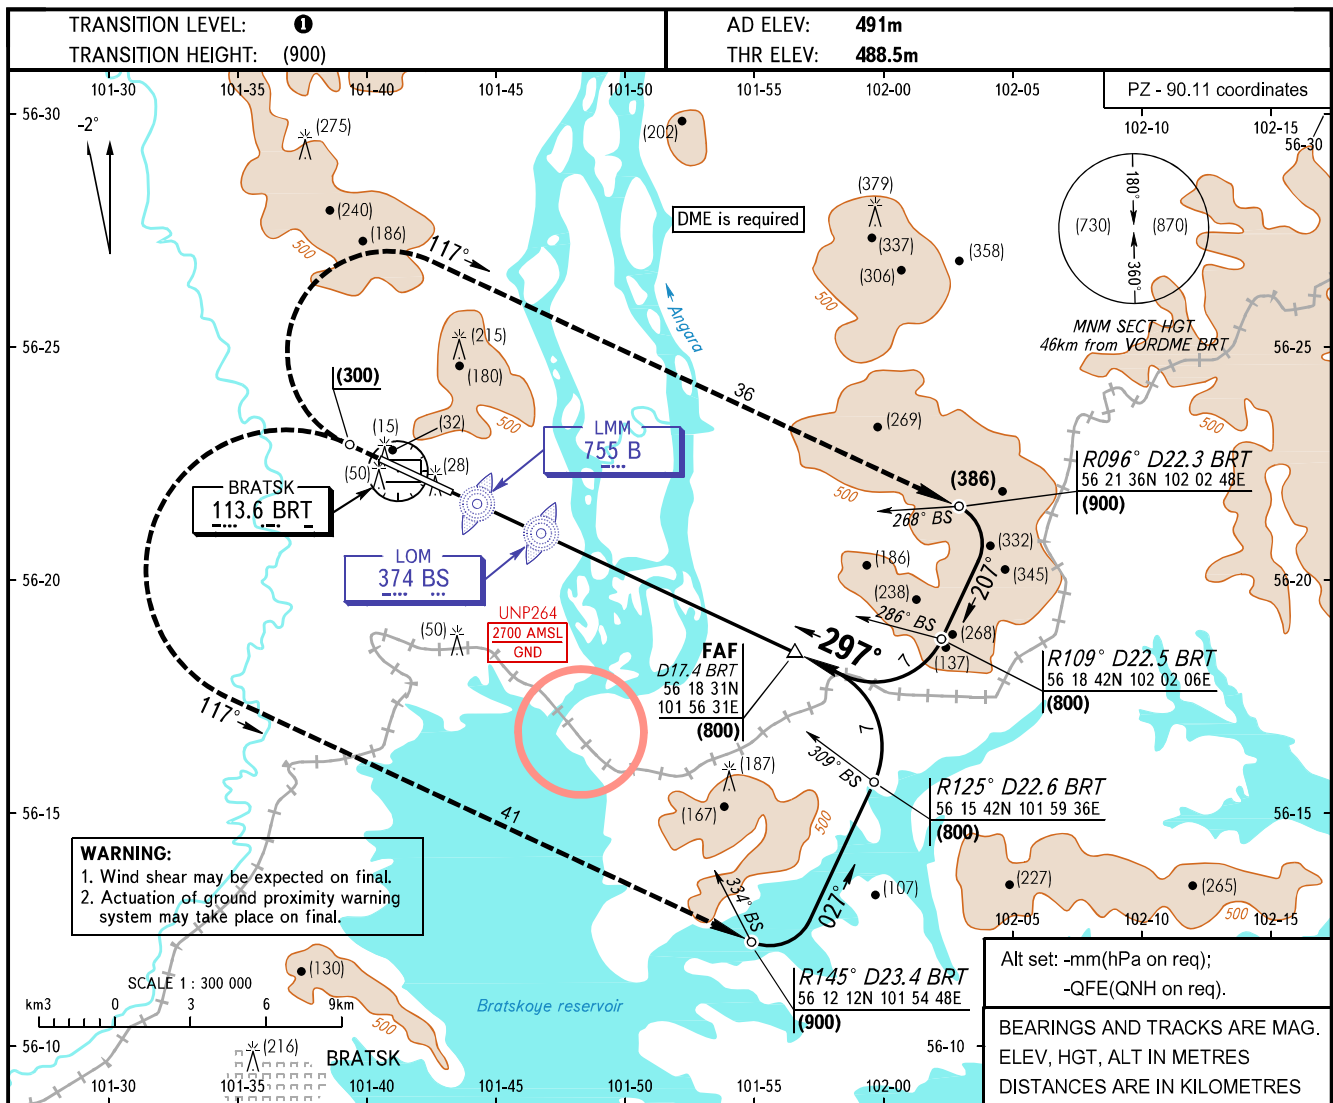 TRANSITION LEVEL: 1
TRANSITION HEIGHT: (900)
AD ELEV: 491m
THR ELEV: 488.5m
101-30 101-35 101-40 101-45 101-50 101-55 102-00 102-05
PZ - 90.11 coordinates
56-30
102-10 102-15
56-30
-2°
(275)
(202)
(379)
180°
(730) (870)
360°
(240)
(186)
500
DME is required
(337)
(358)
(306)
500
117°
Angara
MNM SECT HGT
46km from VORDME BRT
56-25
56-25
(215)
(180)
500
(300)
36
(269)
500
(15)
(32)
(50)
(28)
LMM
755 B
BRATSK
113.6 BRT
LOM
374 BS
(386)
R096° D22.3 BRT
56 21 36N 102 02 48E
(900)
268° BS
500
(332)
(345)
(186)
(238)
207°
56-20
56-20
286° BS
(268)
(137)
UNP264
2700 AMSL
GND
(50)
FAF
D17.4 BRT
56 18 31N
101 56 31E
(800)
297°
7
R109° D22.5 BRT
56 18 42N 102 02 06E
(800)
117°
7
309° BS
(187)
(167)
500
R125° D22.6 BRT
56 15 42N 101 59 36E
(800)
56-15
56-15
41
WARNING:
1. Wind shear may be expected on final.
2. Actuation of ground proximity warning
system may take place on final.
334° BS
027°
(107)
(227)
(265)
500
102-05 102-10 102-15
(130)
500
SCALE 1 : 300 000
km3 0 3 6 9km
Bratskoye reservoir
R145° D23.4 BRT
56 12 12N 101 54 48E
(900)
Alt set: -mm(hPa on req);
-QFE(QNH on req).
56-10
56-10
(216)
BRATSK
101-30 101-35 101-40 101-45 101-50 101-55 102-00
BEARINGS AND TRACKS ARE MAG.
ELEV, HGT, ALT IN METRES
DISTANCES ARE IN KILOMETRES